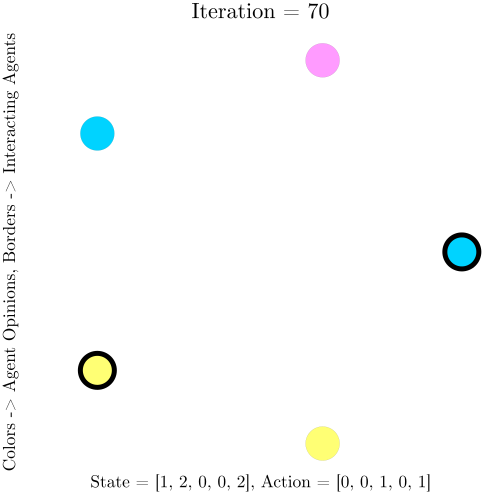 Iteration = 70
Colors -> Agent Opinions, Borders -> Interacting Agents
State = [1, 2, 0, 0, 2], Action = [0, 0, 1, 0, 1]